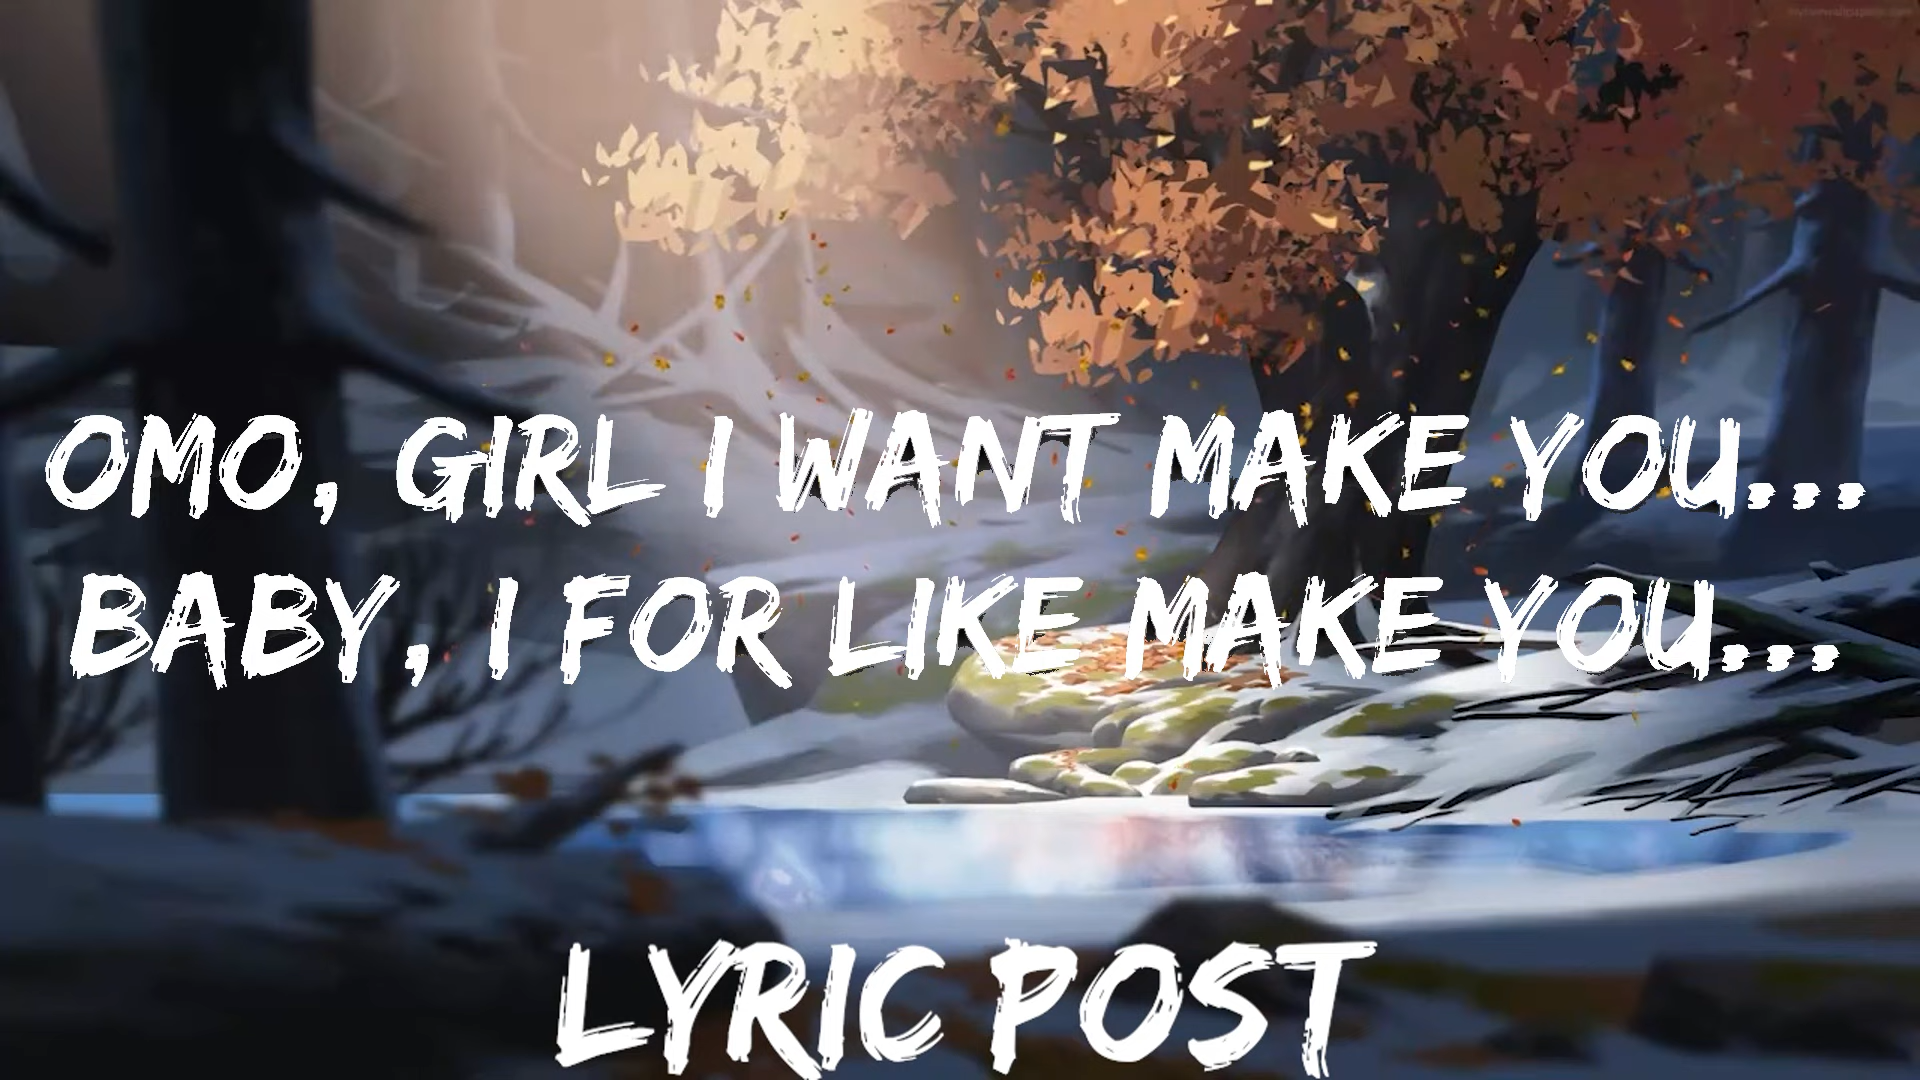 OMO, GIRL I WANT MAKE YOU...
BABY, I FOR LIKE MAKE YOU...
LYRIC POST